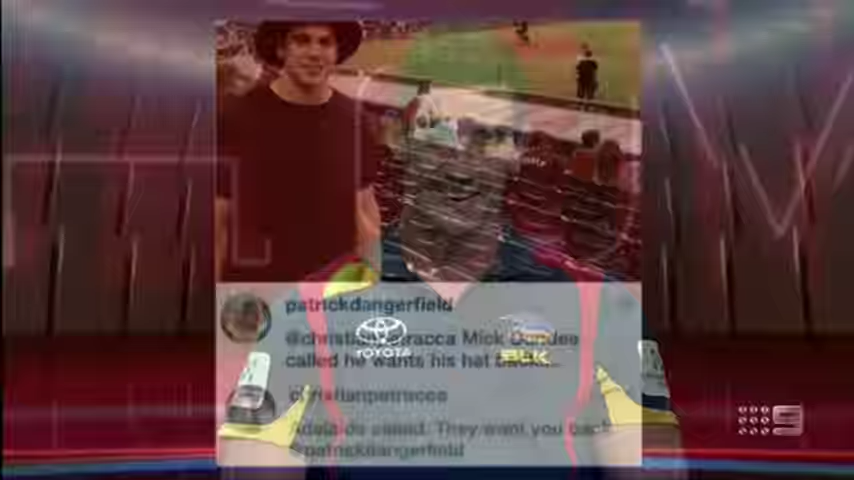 patrickdangerfield
@christianpetracca Mick Dundee
called he wants his hat back...
TOYOTA
BLK
christianpetracca
Adelaide called. They want you back
@patrickdangerfield
9